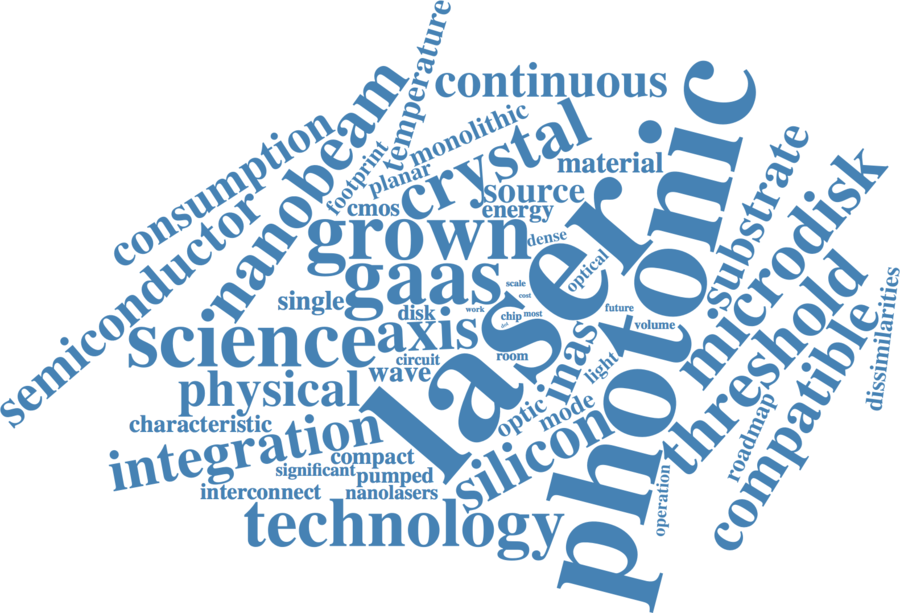 temperature
continuous
photonic
nanobeam
consumption
monolithic
crystal
substrate
microdisk
material
footprint
planar
source
semiconductor
cmos
energy
laser
grown
dense
optical
gaas
dissimilarities
single
disk
scale
cost
work
chip
most
future
volume
science
axis
circuit
room
inas
threshold
compatible
wave
light
physical
characteristic
optic
mode
roadmap
integration
compact
silicon
significant
pumped
interconnect
nanolasers
operation
technology